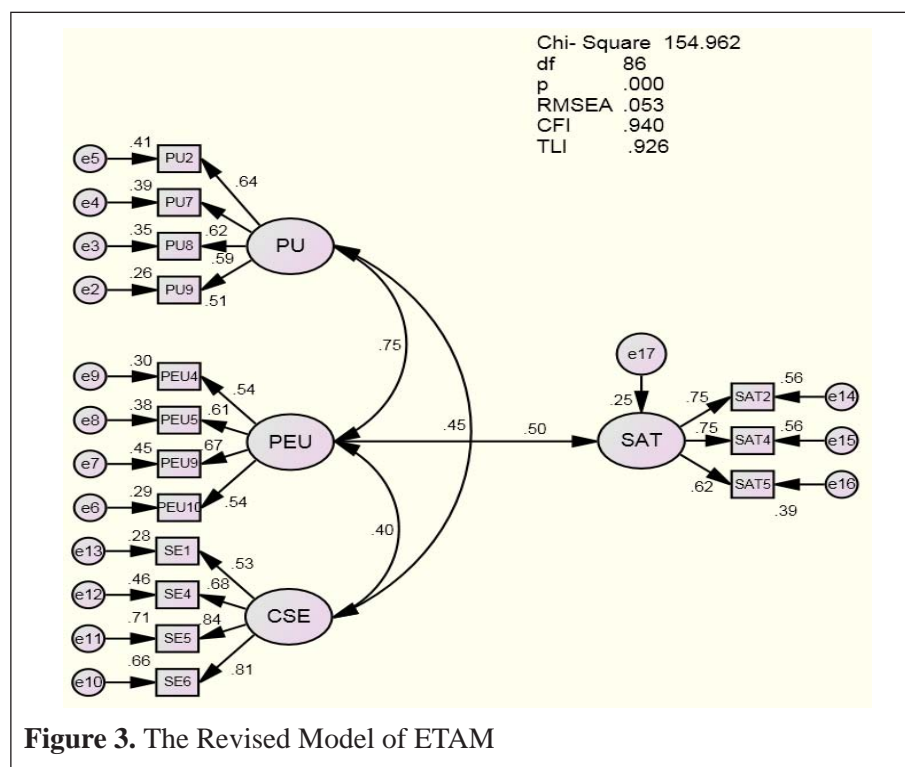 Chi- Square 154.962
df 86
p .000
RMSEA .053
CFI .940
TLI .926
e5 .41 PU2 .64
e4 .39 PU7 .62
e3 .35 PU8 .59
e2 .26 PU9 .51
PU
.75
.45
e9 .30 PEU4 .54
e8 .38 PEU5 .61
e7 .45 PEU9 .67
e6 .29 PEU10 .54
PEU
.50
.40
e17
.25
SAT
.75 SAT2 .56 e14
.75 SAT4 .56 e15
.62 SAT5 .39 e16
e13 .28 SE1 .53
e12 .46 SE4 .68
e11 .71 SE5 .84
e10 .66 SE6 .81
CSE
Figure 3. The Revised Model of ETAM